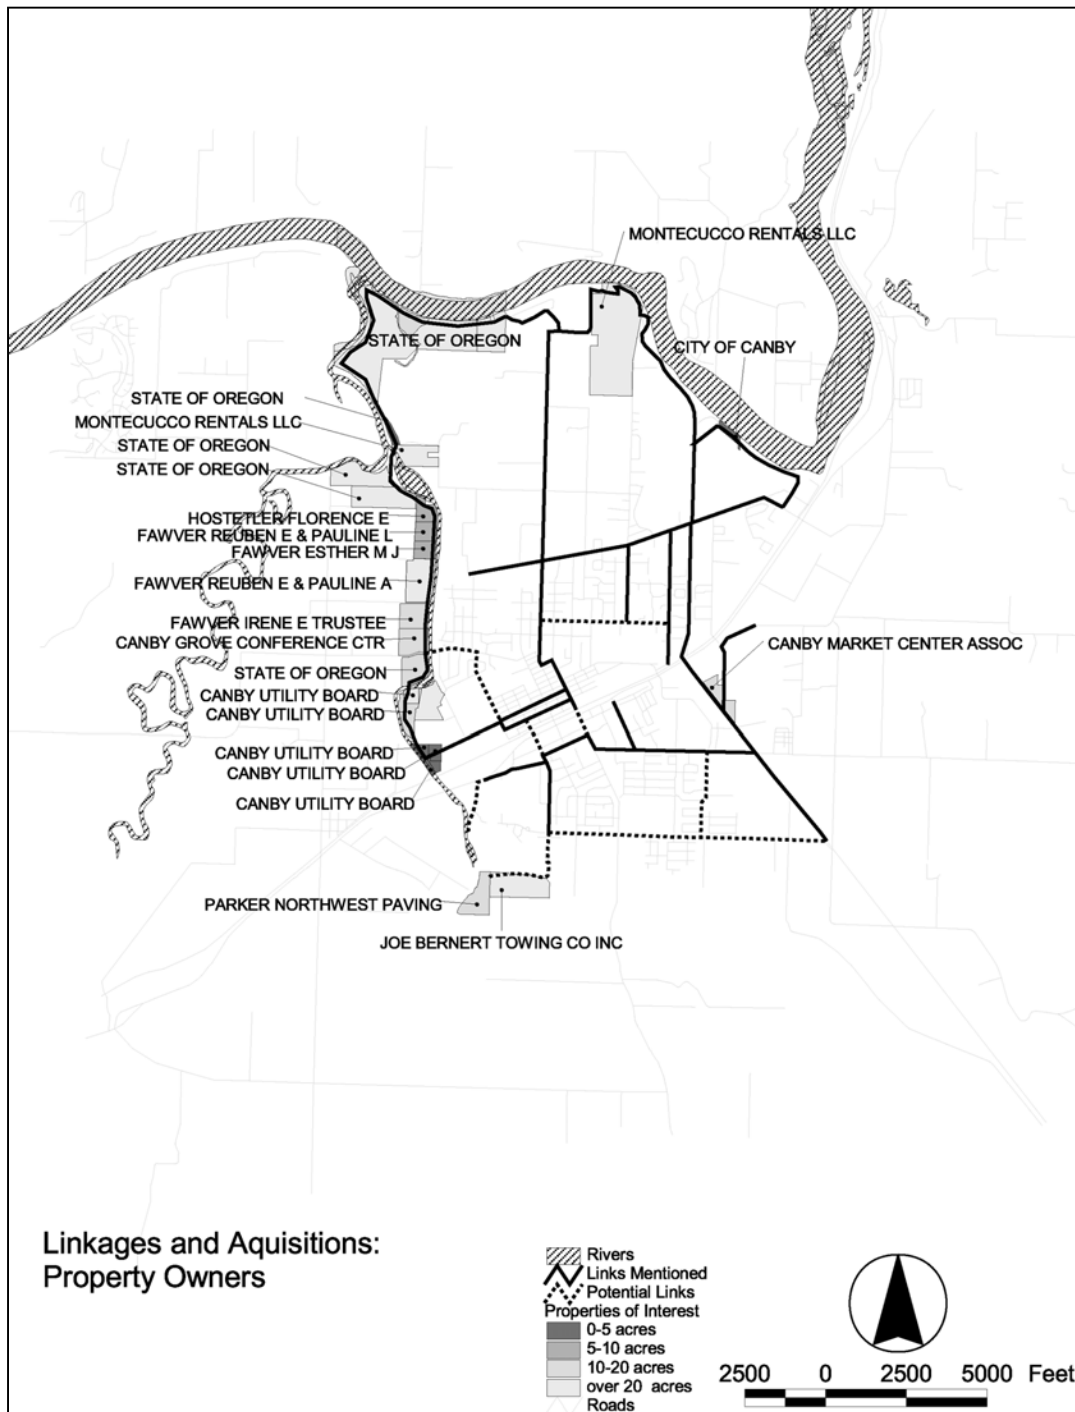 MONTECUCCO RENTALS LLC
STATE OF OREGON
CITY OF CANBY
STATE OF OREGON
MONTECUCCO RENTALS LLC
STATE OF OREGON
STATE OF OREGON
HOSTETLER FLORENCE E
FAWVER REUBEN E & PAULINE L
FAWVER ESTHER M J
FAWVER REUBEN E & PAULINE A
FAWVER IRENE E TRUSTEE
CANBY GROVE CONFERENCE CTR
CANBY MARKET CENTER ASSOC
STATE OF OREGON
CANBY UTILITY BOARD
CANBY UTILITY BOARD
CANBY UTILITY BOARD
CANBY UTILITY BOARD
CANBY UTILITY BOARD
PARKER NORTHWEST PAVING
JOE BERNERT TOWING CO INC
Linkages and Aquisitions:
Property Owners
Rivers
Links Mentioned
Potential Links
Properties of Interest
0-5 acres
5-10 acres
10-20 acres
over 20 acres
Roads
2500 0 2500 5000 Feet